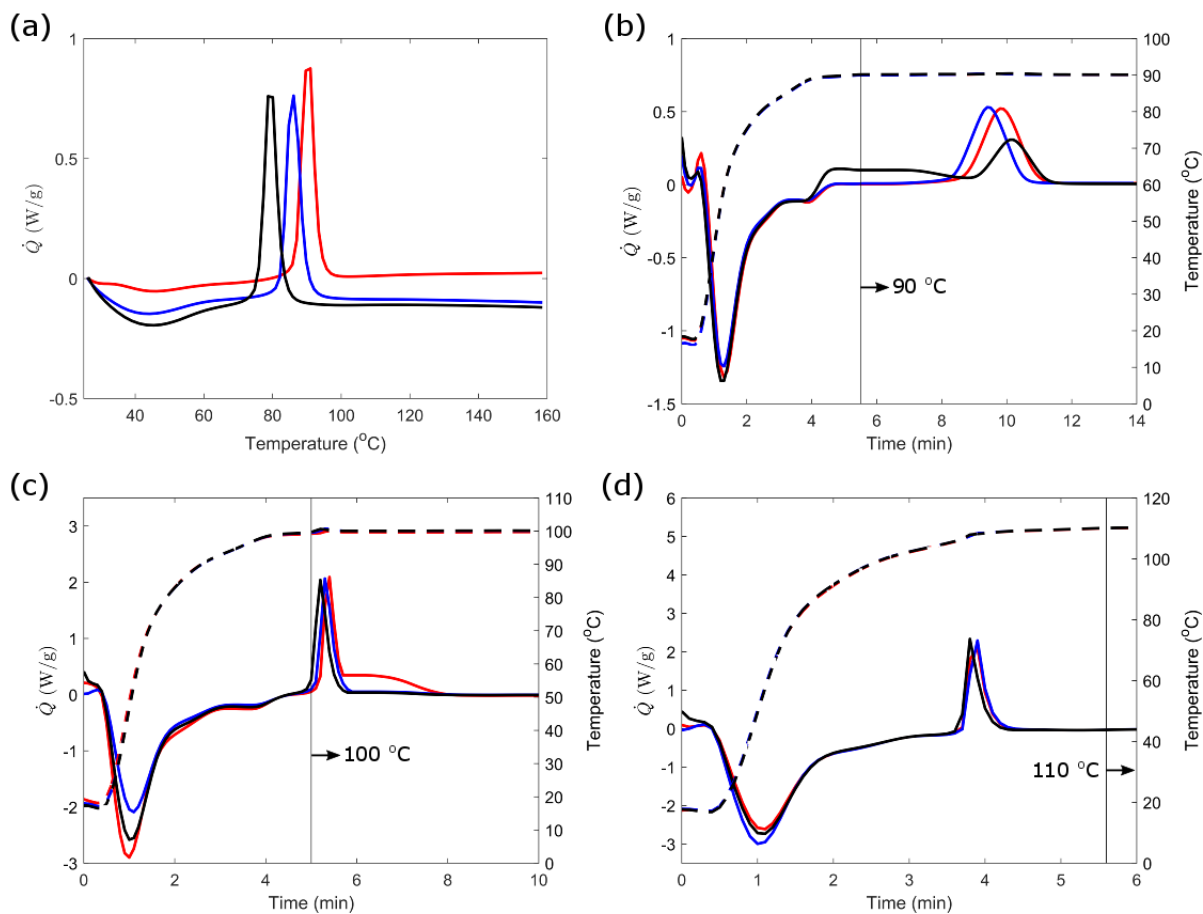 (a)
1
0.5
0
-0.5
Q̇ (W/g)
40 60 80 100 120 140 160
Temperature (°C)
(b)
1
0.5
0
-0.5
-1
-1.5
Q̇ (W/g)
100
90
80
70
60
50
40
30
20
10
0
Temperature (°C)
90 °C
0 2 4 6 8 10 12 14
Time (min)
(c)
3
2
1
0
-1
-2
-3
Q̇ (W/g)
110
100
90
80
70
60
50
40
30
20
10
0
Temperature (°C)
100 °C
0 2 4 6 8 10
Time (min)
(d)
6
5
4
3
2
1
0
-1
-2
-3
Q̇ (W/g)
120
100
80
60
40
20
0
Temperature (°C)
110 °C
0 1 2 3 4 5 6
Time (min)